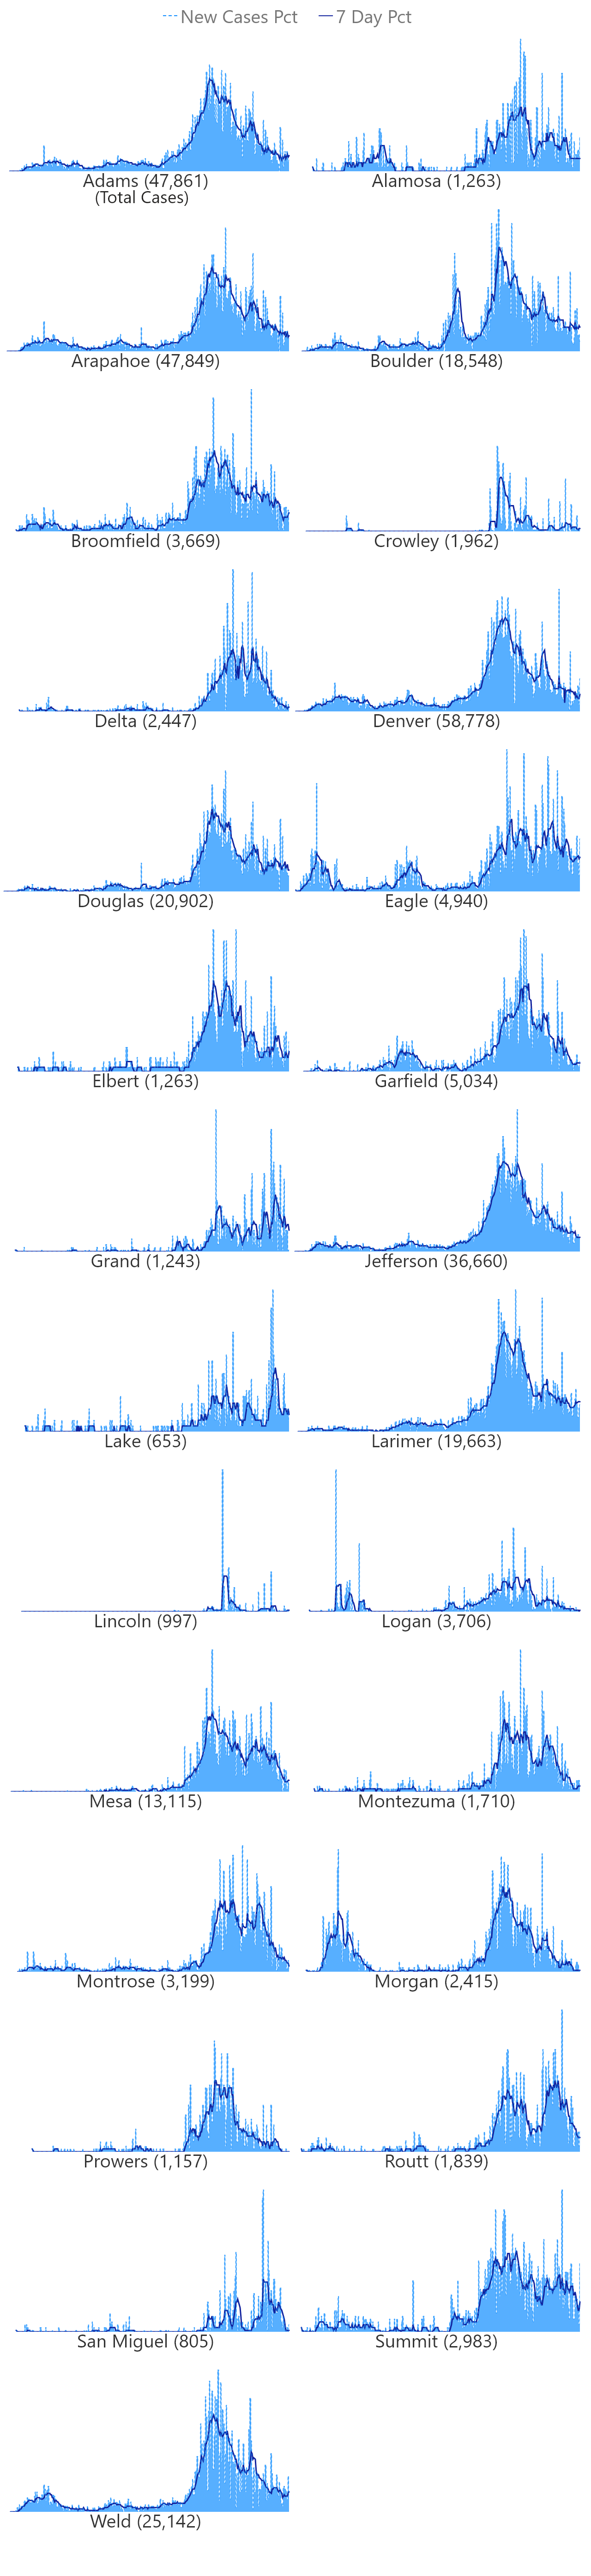 New Cases Pct 7 Day Pct
Adams (47,861) Alamosa (1,263)
(Total Cases)
Arapahoe (47,849) Boulder (18,548)
Broomfield (3,669) Crowley (1,962)
Delta (2,447) Denver (58,778)
Douglas (20,902) Eagle (4,940)
Elbert (1,263) Garfield (5,034)
Grand (1,243) Jefferson (36,660)
Lake (653) Larimer (19,663)
Lincoln (997) Logan (3,706)
Mesa (13,115) Montezuma (1,710)
Montrose (3,199) Morgan (2,415)
Prowers (1,157) Routt (1,839)
San Miguel (805) Summit (2,983)
Weld (25,142)